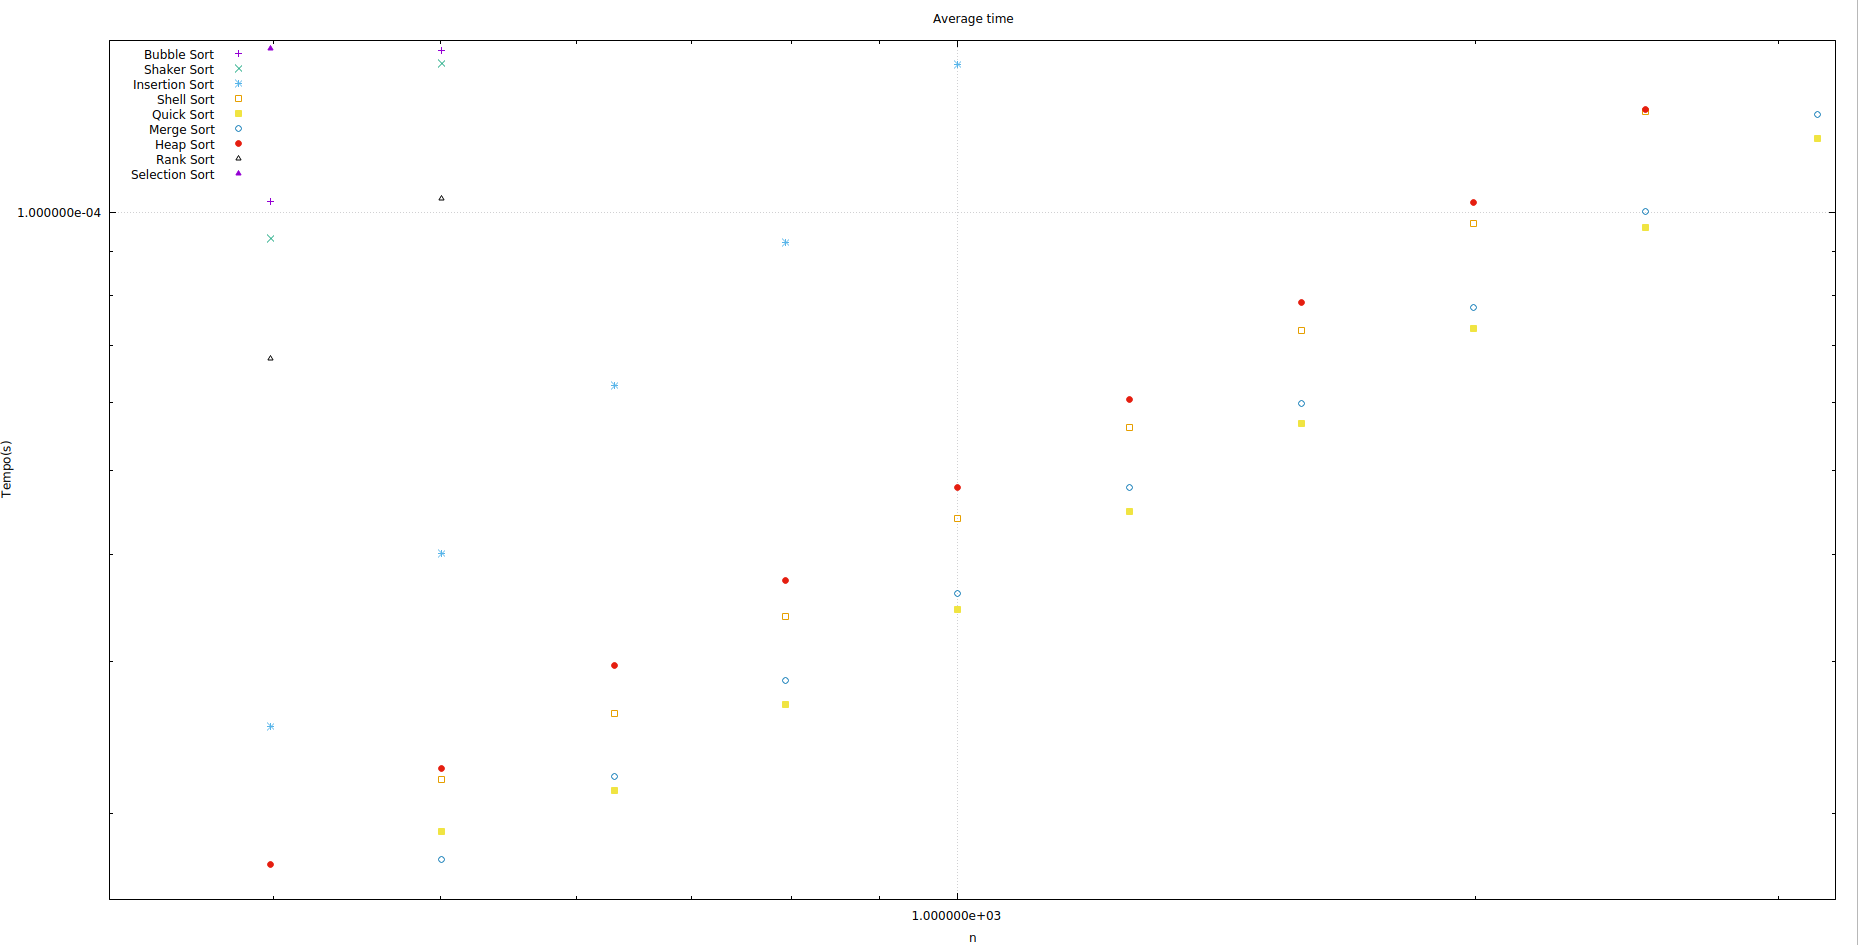 Average time
Bubble Sort
Shaker Sort
Insertion Sort
Shell Sort
Quick Sort
Merge Sort
Heap Sort
Rank Sort
Selection Sort
1.000000e-04
Tempo(s)
1.000000e+03
n